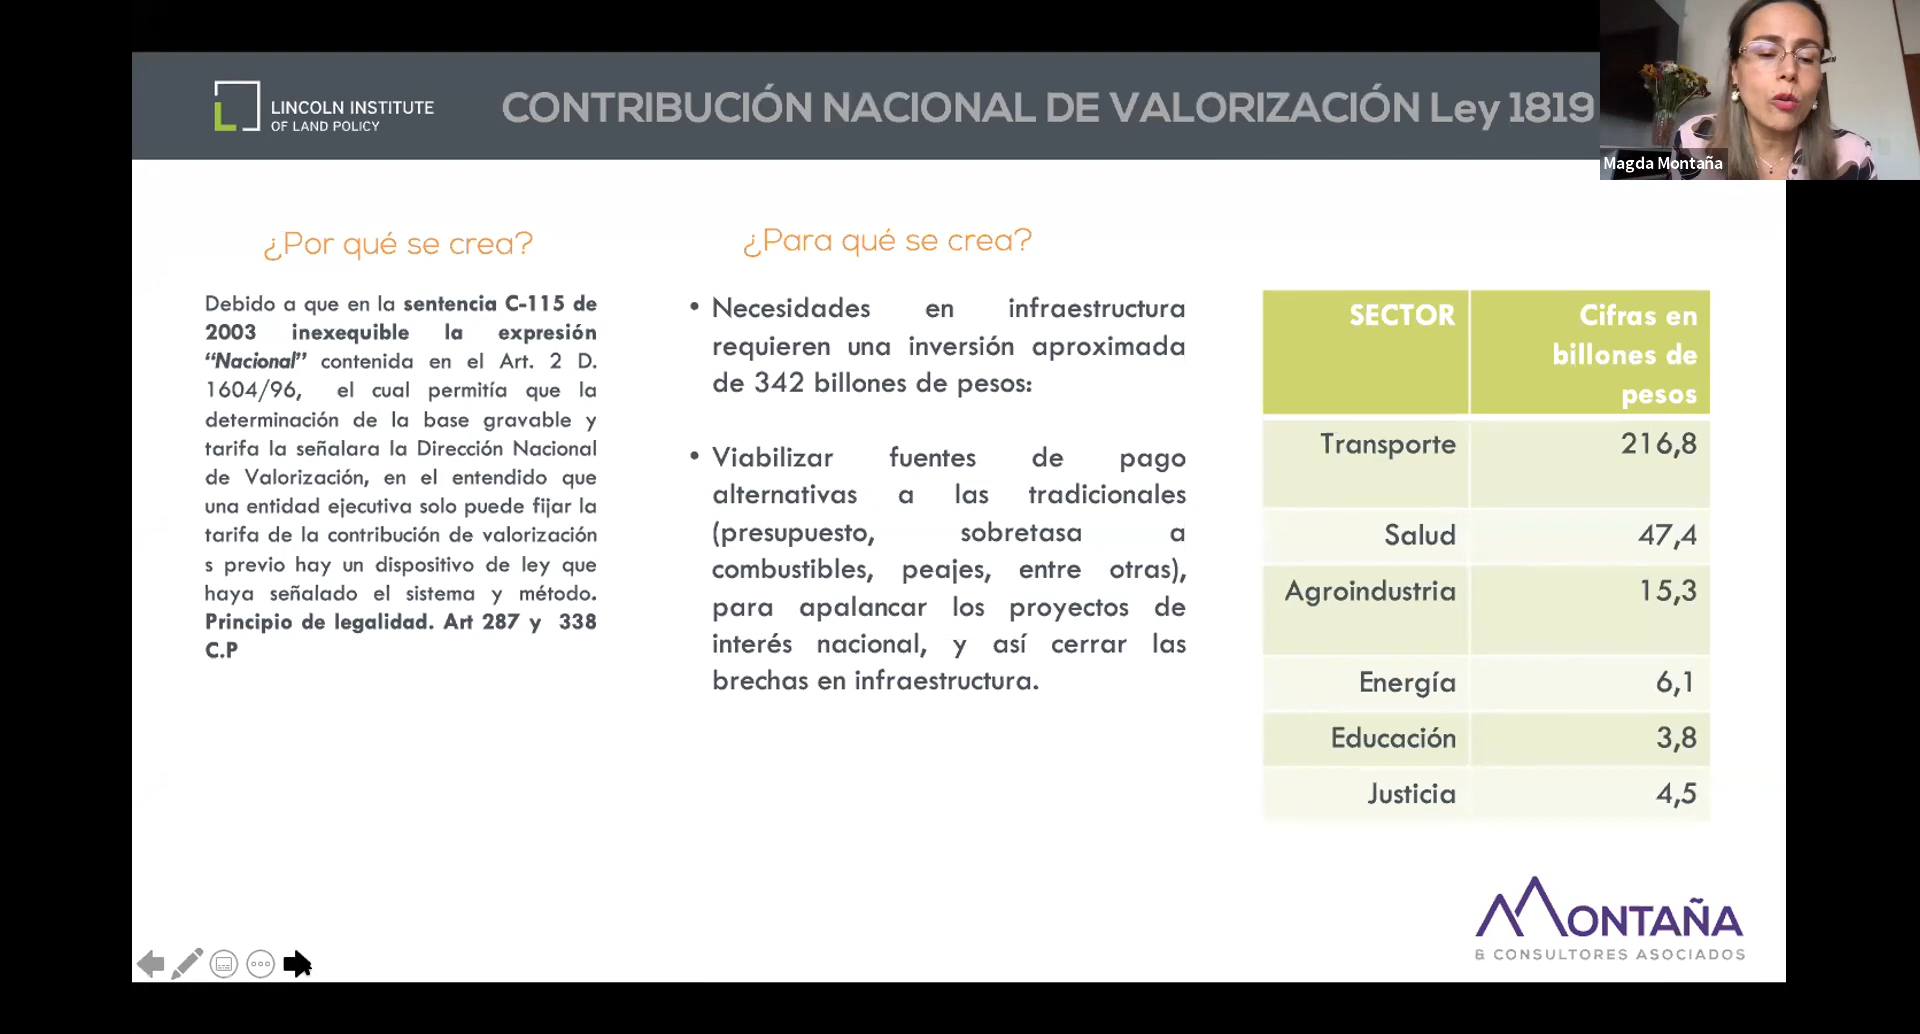 LINCOLN INSTITUTE
OF LAND POLICY
CONTRIBUCIÓN NACIONAL DE VALORIZACIÓN Ley 1819
Magda Montaña
¿Por qué se crea?
Debido a que en la sentencia C-115 de
2003 inexequible la expresión
“Nacional” contenida en el Art. 2 D.
1604/96, el cual permitía que la
determinación de la base gravable y
tarifa la señalara la Dirección Nacional
de Valorización, en el entendido que
una entidad ejecutiva solo puede fijar la
tarifa de la contribución de valorización
s previo hay un dispositivo de ley que
haya señalado el sistema y método.
Principio de legalidad. Art 287 y 338
C.P
¿Para qué se crea?
• Necesidades en infraestructura
requieren una inversión aproximada
de 342 billones de pesos:
• Viabilizar fuentes de pago
alternativas a las tradicionales
(presupuesto, sobretasa a
combustibles, peajes, entre otras),
para apalancar los proyectos de
interés nacional, y así cerrar las
brechas en infraestructura.
SECTOR Cifras en
billones de
pesos
Transporte 216,8
Salud 47,4
Agroindustria 15,3
Energía 6,1
Educación 3,8
Justicia 4,5
MONTAÑA
& CONSULTORES ASOCIADOS